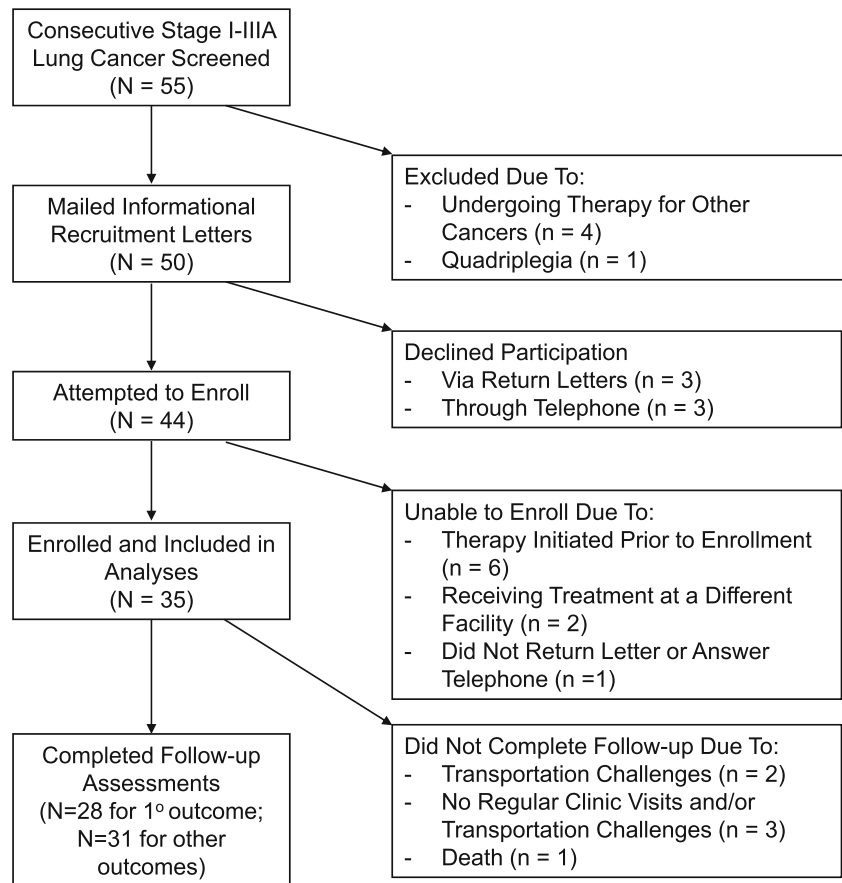 Consecutive Stage I-IIIA
Lung Cancer Screened
(N = 55)
Excluded Due To:
- Undergoing Therapy for Other
Cancers (n = 4)
- Quadriplegia (n = 1)
Mailed Informational
Recruitment Letters
(N = 50)
Declined Participation
- Via Return Letters (n = 3)
- Through Telephone (n = 3)
Attempted to Enroll
(N = 44)
Unable to Enroll Due To:
- Therapy Initiated Prior to Enrollment
(n = 6)
- Receiving Treatment at a Different
Facility (n = 2)
- Did Not Return Letter or Answer
Telephone (n =1)
Enrolled and Included in
Analyses
(N = 35)
Did Not Complete Follow-up Due To:
- Transportation Challenges (n = 2)
- No Regular Clinic Visits and/or
Transportation Challenges (n = 3)
- Death (n = 1)
Completed Follow-up
Assessments
(N=28 for 1º outcome;
N=31 for other
outcomes)